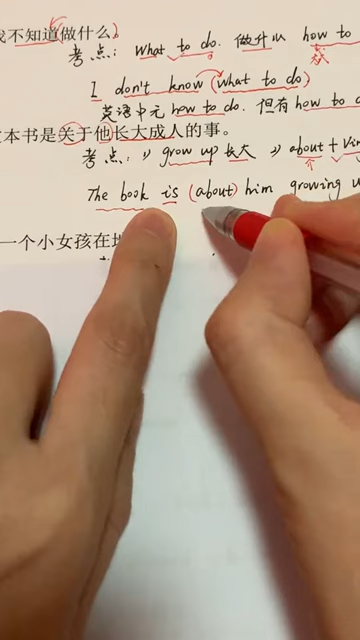 我不知道做什么。
考点: what to do. 做什么 how to
I don't know (what to do)
英语中无 how to do. 但有 how to
本书是关于他长大成人的事。
考点: 1) grow up 长大 2) about + Ving
The book is (about) him growing
一个小女孩在